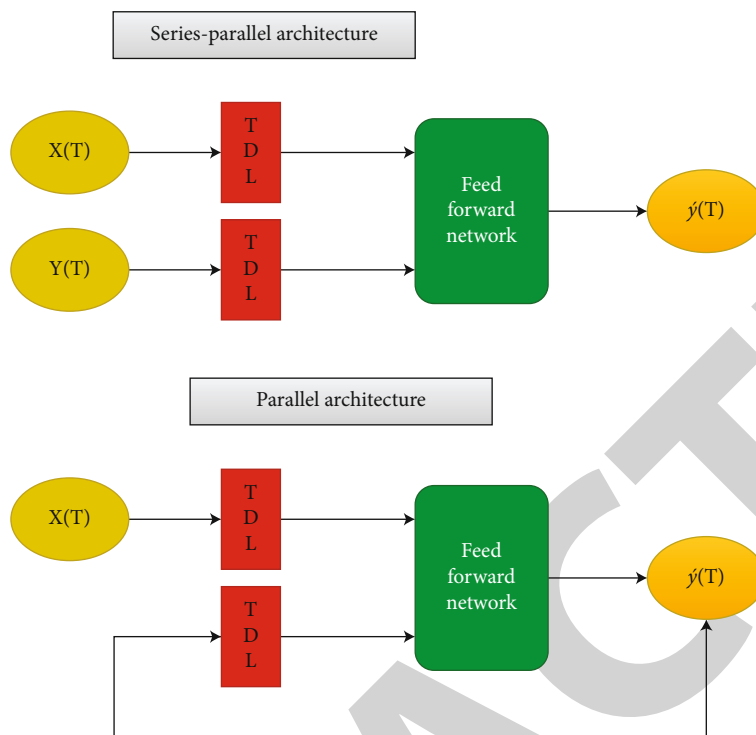 Series-parallel architecture
X(T)
T
D
L
Feed
forward
network
ý(T)
Y(T)
T
D
L
Parallel architecture
X(T)
T
D
L
Feed
forward
network
ý(T)
T
D
L